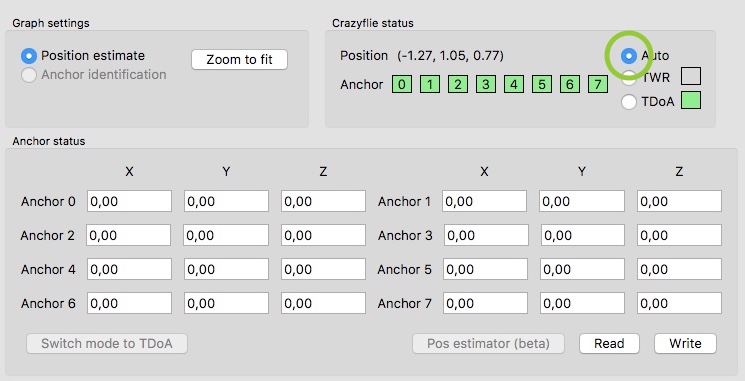 Graph settings
Position estimate
Anchor identification
Zoom to fit
Crazyflie status
Position (-1.27, 1.05, 0.77)
Anchor 0 1 2 3 4 5 6 7
Auto
TWR
TDoA
Anchor status
X Y Z X Y Z
Anchor 0 0,00 0,00 0,00 Anchor 1 0,00 0,00 0,00
Anchor 2 0,00 0,00 0,00 Anchor 3 0,00 0,00 0,00
Anchor 4 0,00 0,00 0,00 Anchor 5 0,00 0,00 0,00
Anchor 6 0,00 0,00 0,00 Anchor 7 0,00 0,00 0,00
Switch mode to TDoA Pos estimator (beta) Read Write